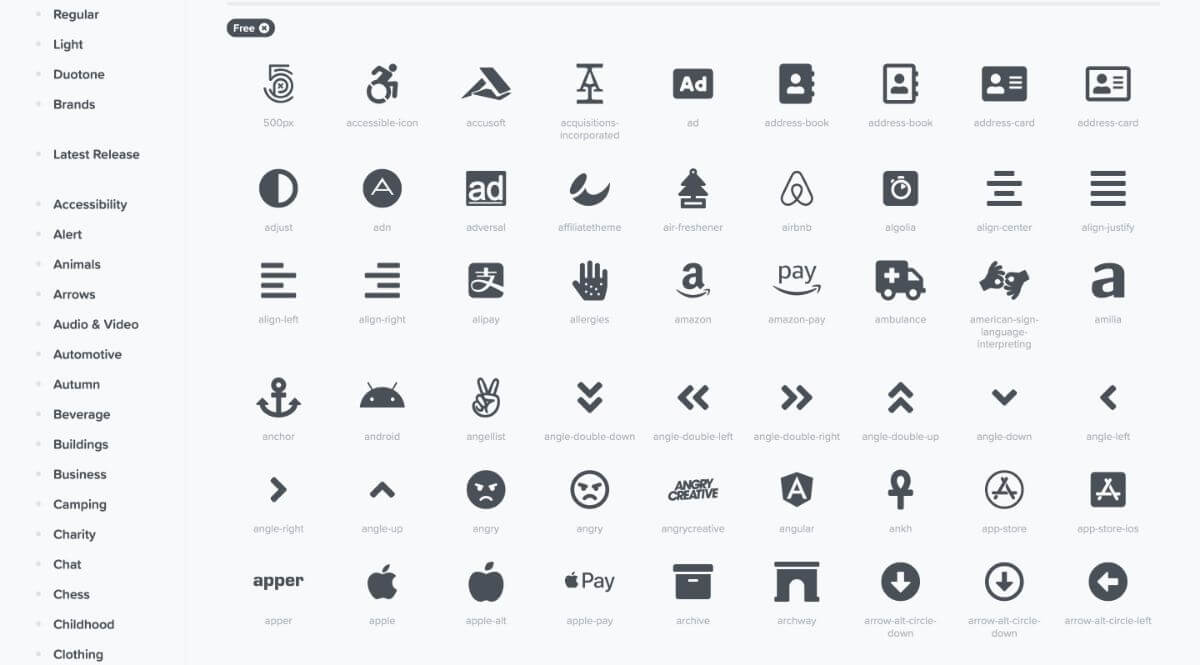 Regular
Light
Duotone
Brands
Latest Release
Accessibility
Alert
Animals
Arrows
Audio & Video
Automotive
Autumn
Beverage
Buildings
Business
Camping
Charity
Chat
Chess
Childhood
Clothing
Free
500px
accessible-icon
accusoft
acquisitions-
incorporated
Ad
ad
address-book
address-book
address-card
address-card
adjust
adn
ad
adversal
affiliatetheme
air-freshener
airbnb
algolia
align-center
align-justify
align-left
align-right
支
alipay
allergies
a
amazon
pay
amazon-pay
ambulance
american-sign-
language-
interpreting
a
amilia
anchor
android
angellist
angle-double-down
angle-double-left
angle-double-right
angle-double-up
angle-down
angle-left
angle-right
angle-up
angry
angry
ANGRY
CREATIVE
angrycreative
A
angular
ankh
app-store
app-store-ios
apper
apper
apple
apple-alt
Pay
apple-pay
archive
archway
arrow-alt-circle-
down
arrow-alt-circle-
down
arrow-alt-circle-left